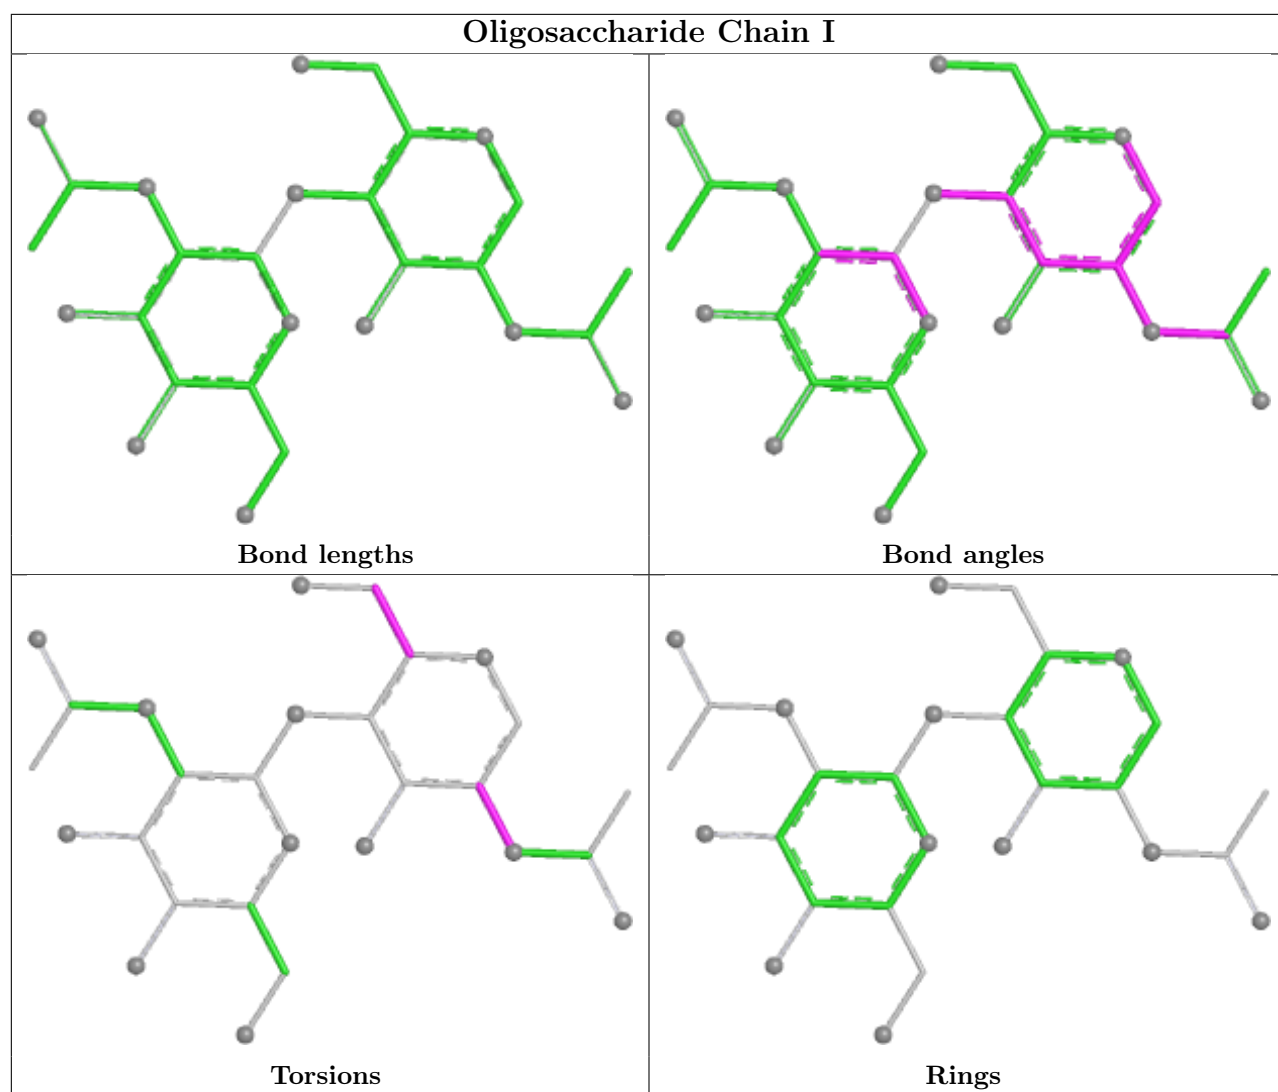 Oligosaccharide Chain I
Bond lengths
Bond angles
Torsions
Rings